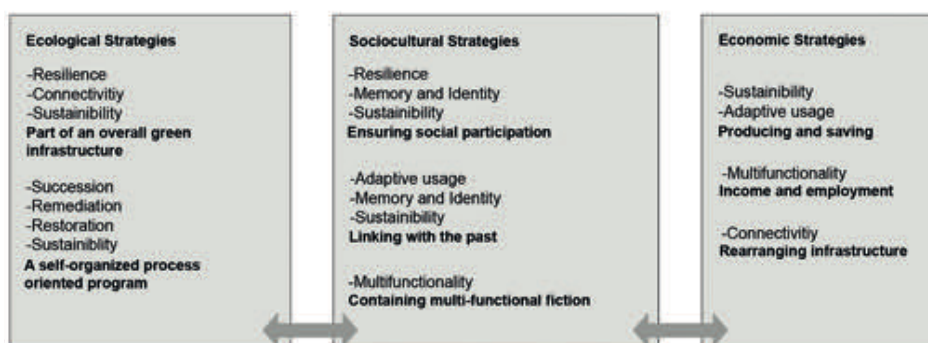 Ecological Strategies
-Resilience
-Connectivitiy
-Sustainibility
Part of an overall green
infrastructure
-Succession
-Remediation
-Restoration
-Sustainiblity
A self-organized process
oriented program
Sociocultural Strategies
-Resilience
-Memory and Identity
-Sustainibility
Ensuring social participation
-Adaptive usage
-Memory and Identity
-Sustainibility
Linking with the past
-Multifunctionality
Containing multi-functional fiction
Economic Strategies
-Sustainibility
-Adaptive usage
Producing and saving
-Multifunctionality
Income and employment
-Connectivitiy
Rearranging infrastructure